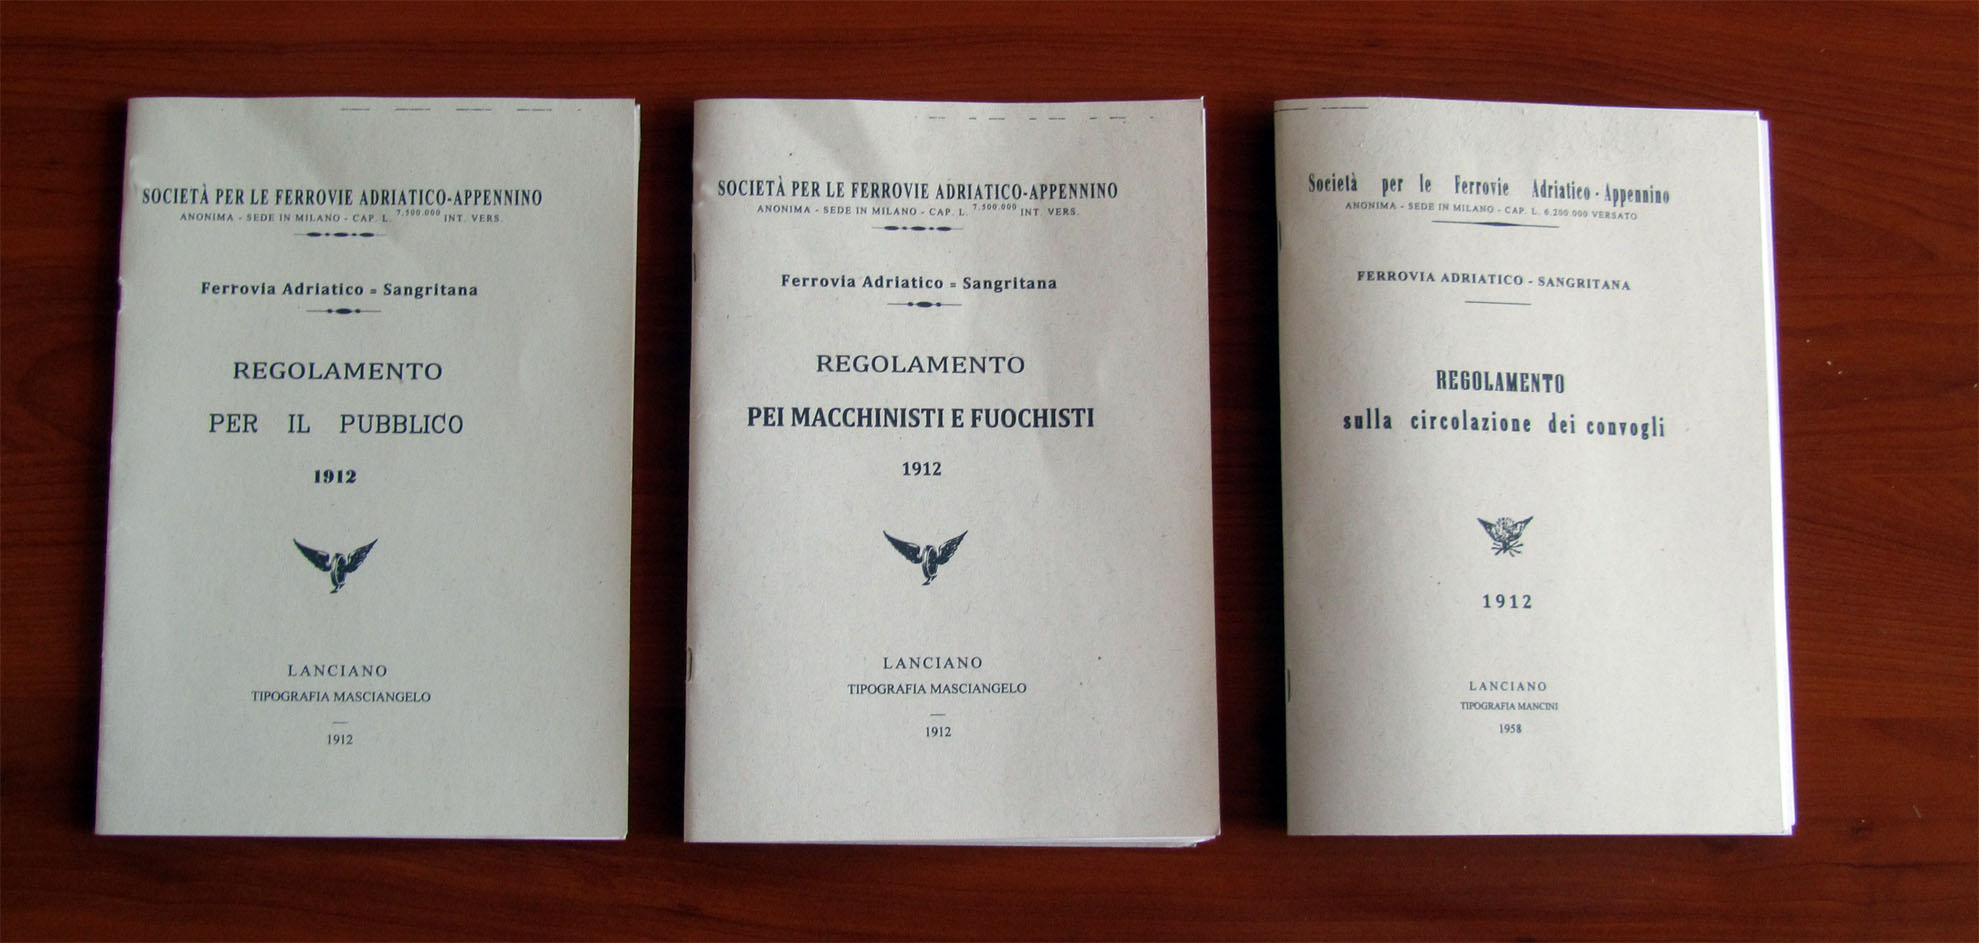 SOCIETÀ PER LE FERROVIE ADRIATICO-APPENNINO
ANONIMA - SEDE IN MILANO - CAP. L. 7.500.000 INT. VERS.
Ferrovia Adriatico = Sangritana
REGOLAMENTO
PER IL PUBBLICO
1912
LANCIANO
TIPOGRAFIA MASCIANGELO
1912
SOCIETÀ PER LE FERROVIE ADRIATICO-APPENNINO
ANONIMA - SEDE IN MILANO - CAP. L. 7.500.000 INT. VERS.
Ferrovia Adriatico = Sangritana
REGOLAMENTO
PEI MACCHINISTI E FUOCHISTI
1912
LANCIANO
TIPOGRAFIA MASCIANGELO
1912
Società per le Ferrovie Adriatico - Appennino
ANONIMA - SEDE IN MILANO - CAP. L. 6.200.000 VERSATO
FERROVIA ADRIATICO - SANGRITANA
REGOLAMENTO
sulla circolazione dei convogli
1912
LANCIANO
TIPOGRAFIA MANCINI
1958